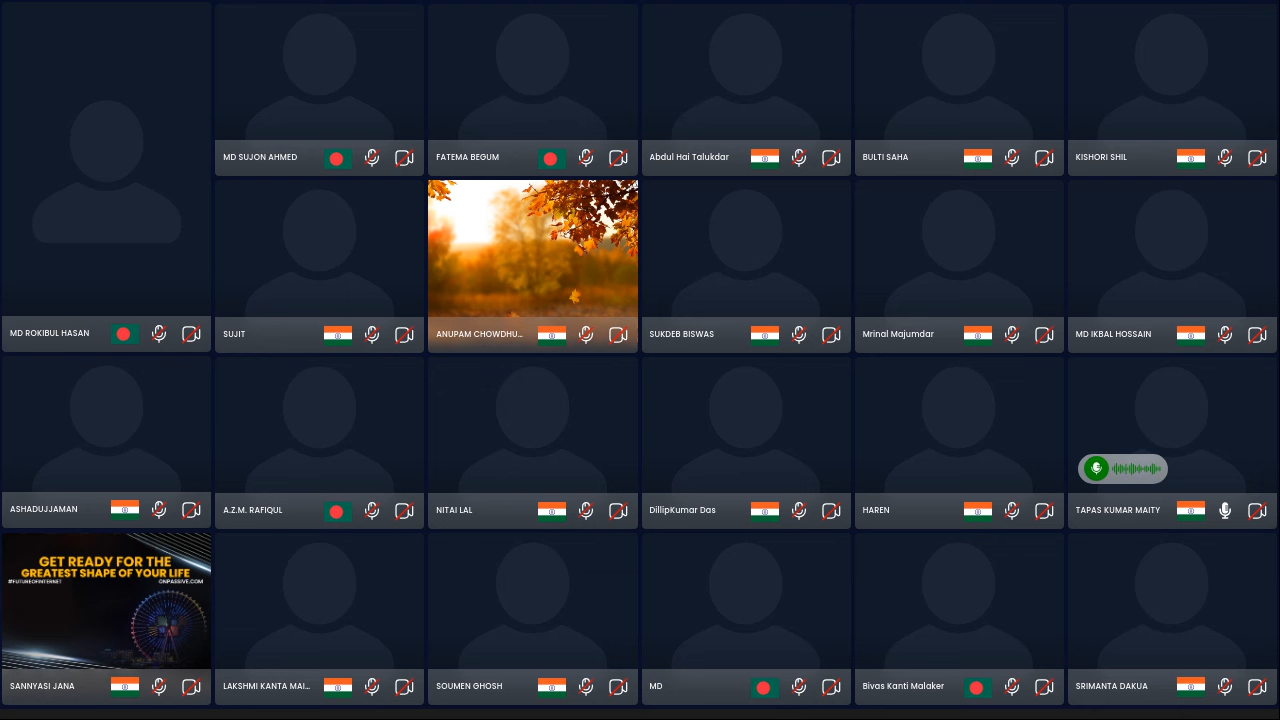 MD SUJON AHMED
FATEMA BEGUM
Abdul Hai Talukdar
BULTI SAHA
KISHORI SHIL
MD ROKIBUL HASAN
SUJIT
ANUPAM CHOWDHU...
SUKDEB BISWAS
Mrinal Majumdar
MD IKBAL HOSSAIN
ASHADUJJAMAN
A.Z.M. RAFIQUL
NITAI LAL
DillipKumar Das
HAREN
TAPAS KUMAR MAITY
GET READY FOR THE
GREATEST SHAPE OF YOUR LIFE
#FUTUREOFINTERNET
ONPASSIVE.COM
SANNYASI JANA
LAKSHMI KANTA MAI...
SOUMEN GHOSH
MD
Bivas Kanti Malaker
SRIMANTA DAKUA